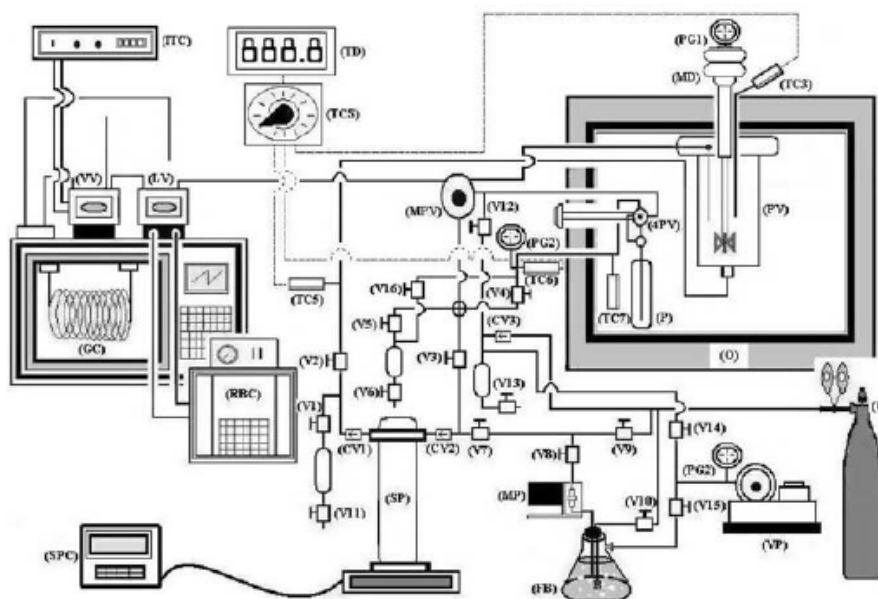 (ITC)
(TD)
(PG1)
(MD)
(TC3)
(TCS)
(VV)
(LV)
(MPV)
(V12)
(4PV)
(PV)
(PG2)
(TC6)
(TC5)
(V16)
(V4)
(TC7)
(P)
(GC)
(V5)
(CV3)
(O)
(V2)
(V3)
(RBC)
(V6)
(V13)
(V1)
(V14)
(CV1)
(CV2)
(V7)
(V9)
(V8)
(PG2)
(SP)
(MP)
(V10)
(V15)
(V11)
(VP)
(SPC)
(FB)